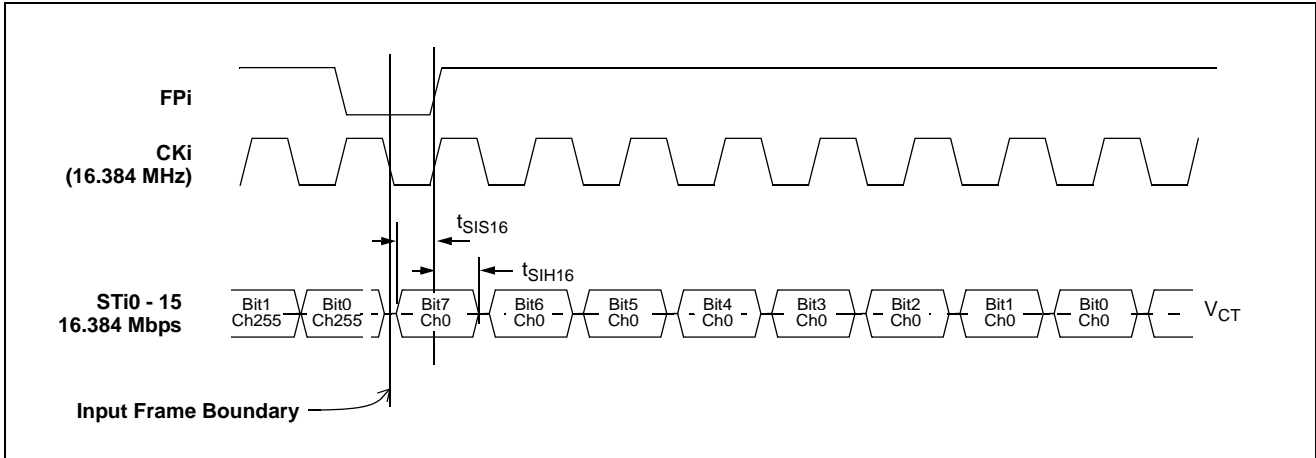 FPi
CKi
(16.384 MHz)
tSIS16
tSIH16
STi0 - 15
16.384 Mbps
Bit1 Bit0 Bit7 Bit6 Bit5 Bit4 Bit3 Bit2 Bit1 Bit0
Ch255 Ch255 Ch0 Ch0 Ch0 Ch0 Ch0 Ch0 Ch0 Ch0
VCT
Input Frame Boundary